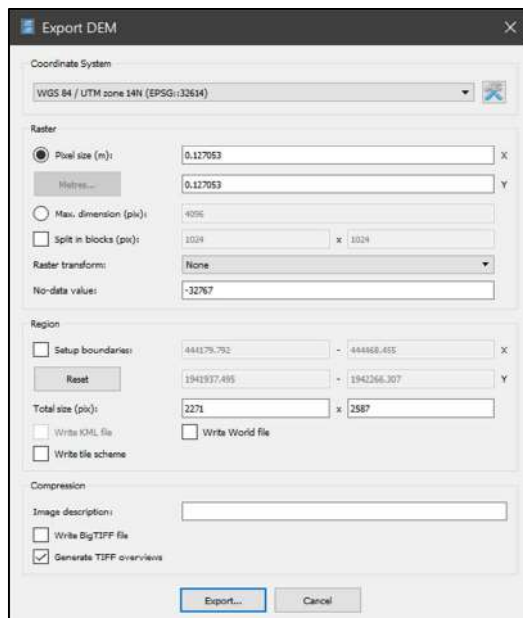 Export DEM
Coordinate System
WGS 84 / UTM zone 14N (EPSG::32614)
Raster
Pixel size (m): 0.127053 X
Metres... 0.127053 Y
Max. dimension (pix): 4096
Split in blocks (pix): 1024 x 1024
Raster transform: None
No-data value: -32767
Region
Setup boundaries: 444179.792 - 444468.455 X
Reset 1941937.495 - 1942266.307 Y
Total size (pix): 2271 x 2587
Write KML file Write World file
Write tile scheme
Compression
Image description:
Write BigTIFF file
Generate TIFF overviews
Export... Cancel